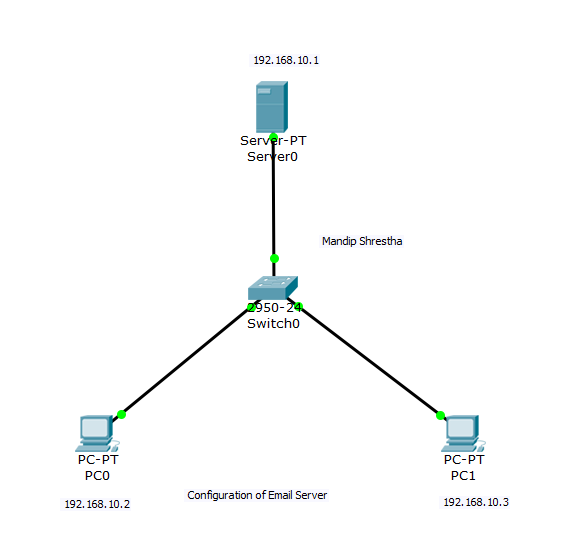 192.168.10.1
Server-PT
Server0
Mandip Shrestha
2950-24
Switch0
PC-PT
PC0
192.168.10.2
Configuration of Email Server
PC-PT
PC1
192.168.10.3